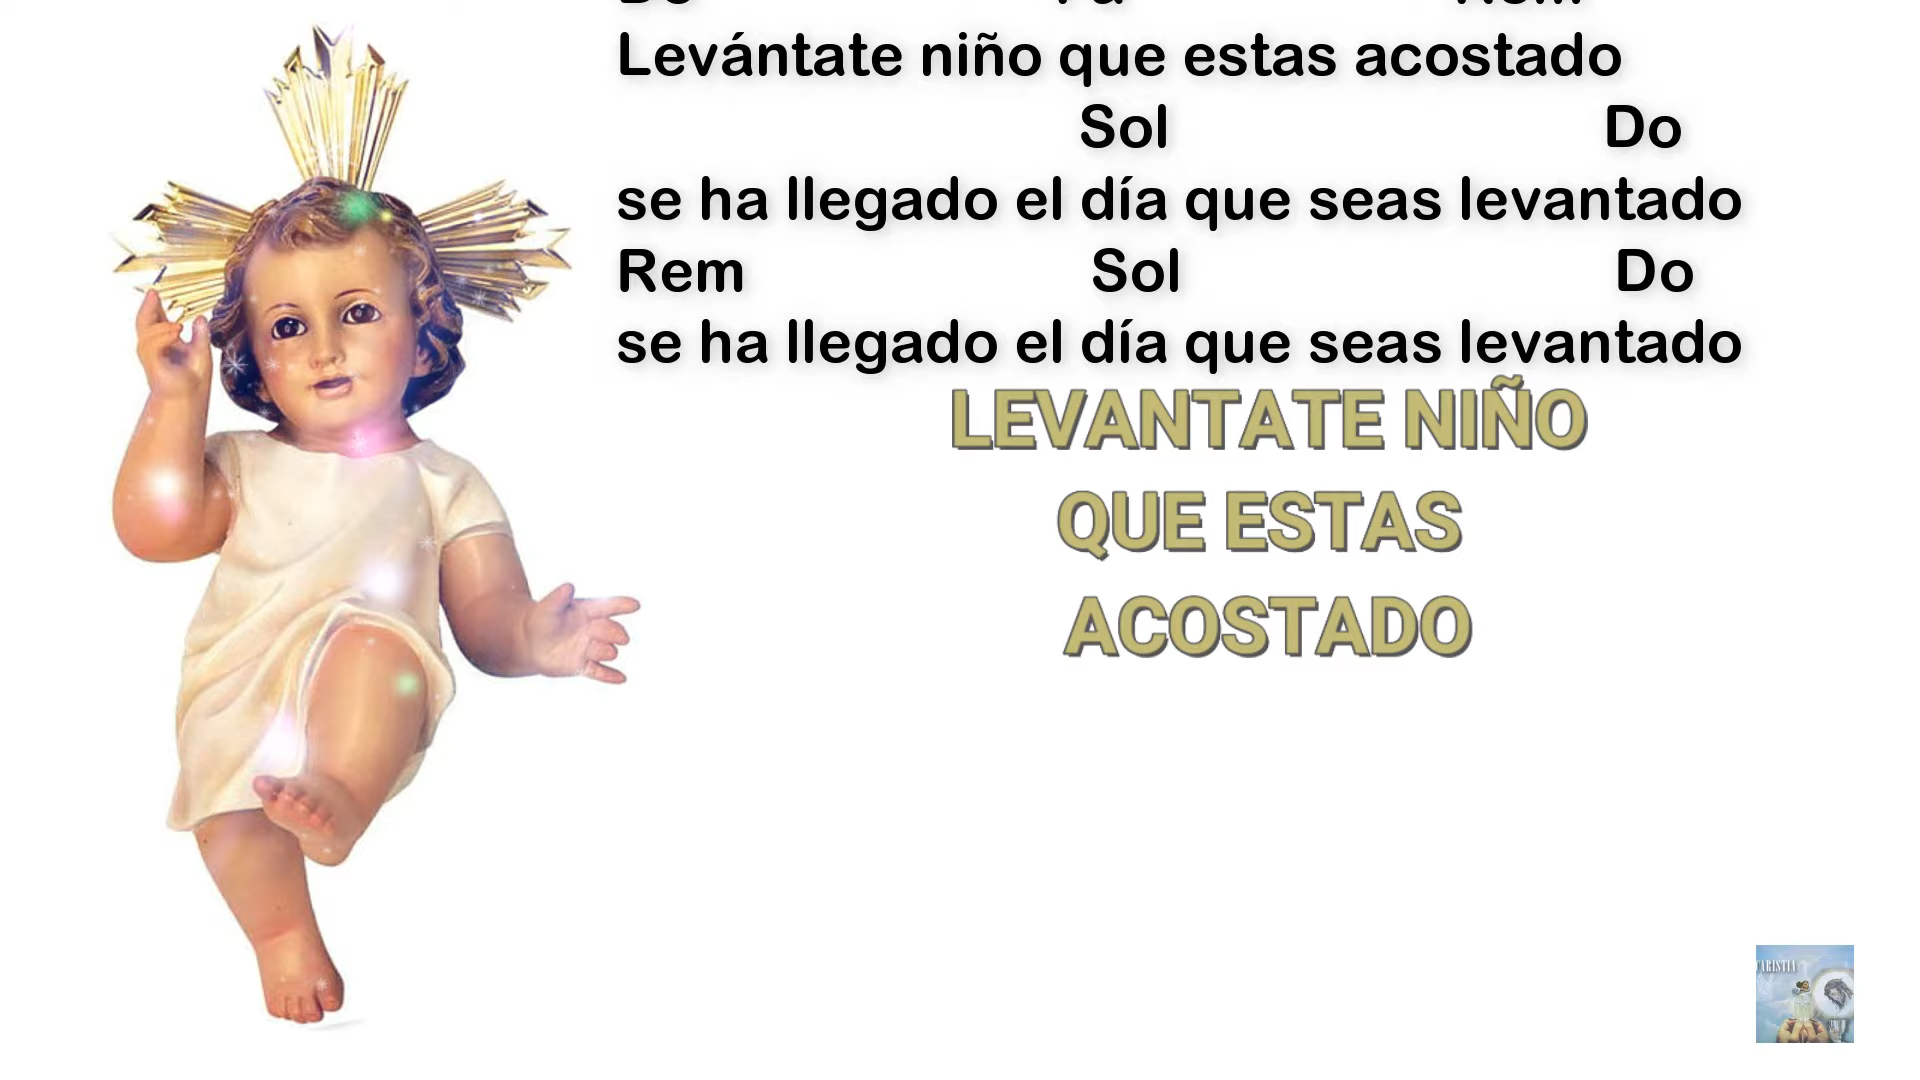 Levántate niño que estas acostado
Sol Do
se ha llegado el día que seas levantado
Rem Sol Do
se ha llegado el día que seas levantado
LEVANTATE NIÑO
QUE ESTAS
ACOSTADO